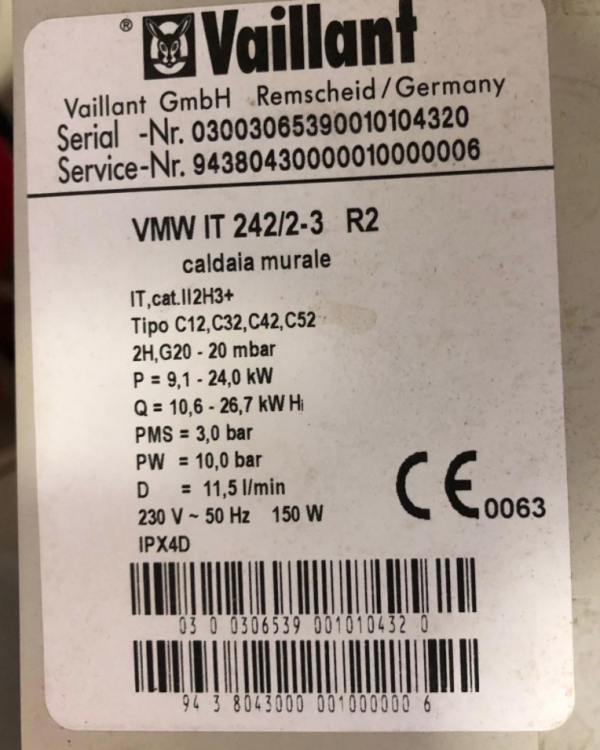 ® Vaillant
Vaillant GmbH Remscheid/Germany
Serial -Nr. 03003065390010104320
Service-Nr. 94380430000010000006
VMW IT 242/2-3 R2
caldaia murale
IT,cat.II2H3+
Tipo C12,C32,C42,C52
2H,G20 - 20 mbar
P = 9,1 - 24,0 kW
Q = 10,6 - 26,7 kW Hi
PMS = 3,0 bar
PW = 10,0 bar
D = 11,5 l/min
230 V ~ 50 Hz 150 W
IPX4D
CE 0063
03 0 0306539 001010432 0
94 3 8043000 001000000 6